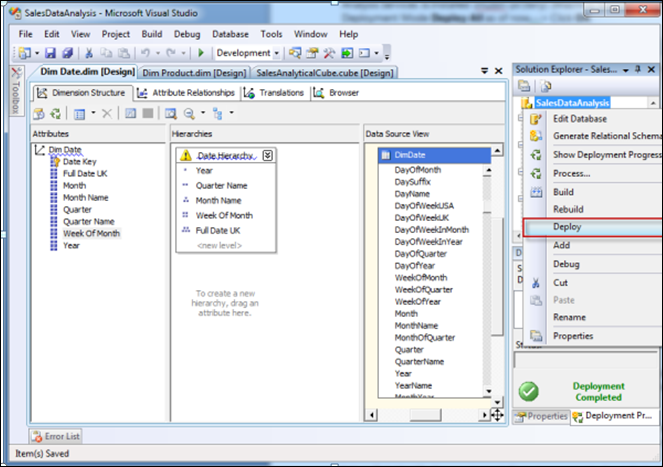 SalesDataAnalysis - Microsoft Visual Studio
File Edit View Project Build Debug Database Tools Window Help
Development
Toolbox
Dim Date.dim [Design] Dim Product.dim [Design] SalesAnalyticalCube.cube [Design]
Dimension Structure Attribute Relationships Translations Browser
Attributes
Dim Date
Date Key
Full Date UK
Month
Month Name
Quarter
Quarter Name
Week Of Month
Year
Hierarchies
Date Hierarchy
Year
Quarter Name
Month Name
Week Of Month
Full Date UK
<new level>
To create a new
hierarchy, drag an
attribute here.
Data Source View
DimDate
DayOfMonth
DaySuffix
DayName
DayOfWeekUSA
DayOfWeekUK
DayOfWeekInMonth
DayOfWeekInYear
DayOfQuarter
DayOfYear
WeekOfMonth
WeekOfQuarter
WeekOfYear
Month
MonthName
MonthOfQuarter
Quarter
QuarterName
Year
YearName
MonthYear
Solution Explorer - Sales...
SalesDataAnalysis
Edit Database
Generate Relational Schema
Show Deployment Progress
Process...
Build
Rebuild
Deploy
Add
Debug
Cut
Paste
Rename
Properties
Deployment
Completed
Properties Deployment Pr...
Error List
Item(s) Saved